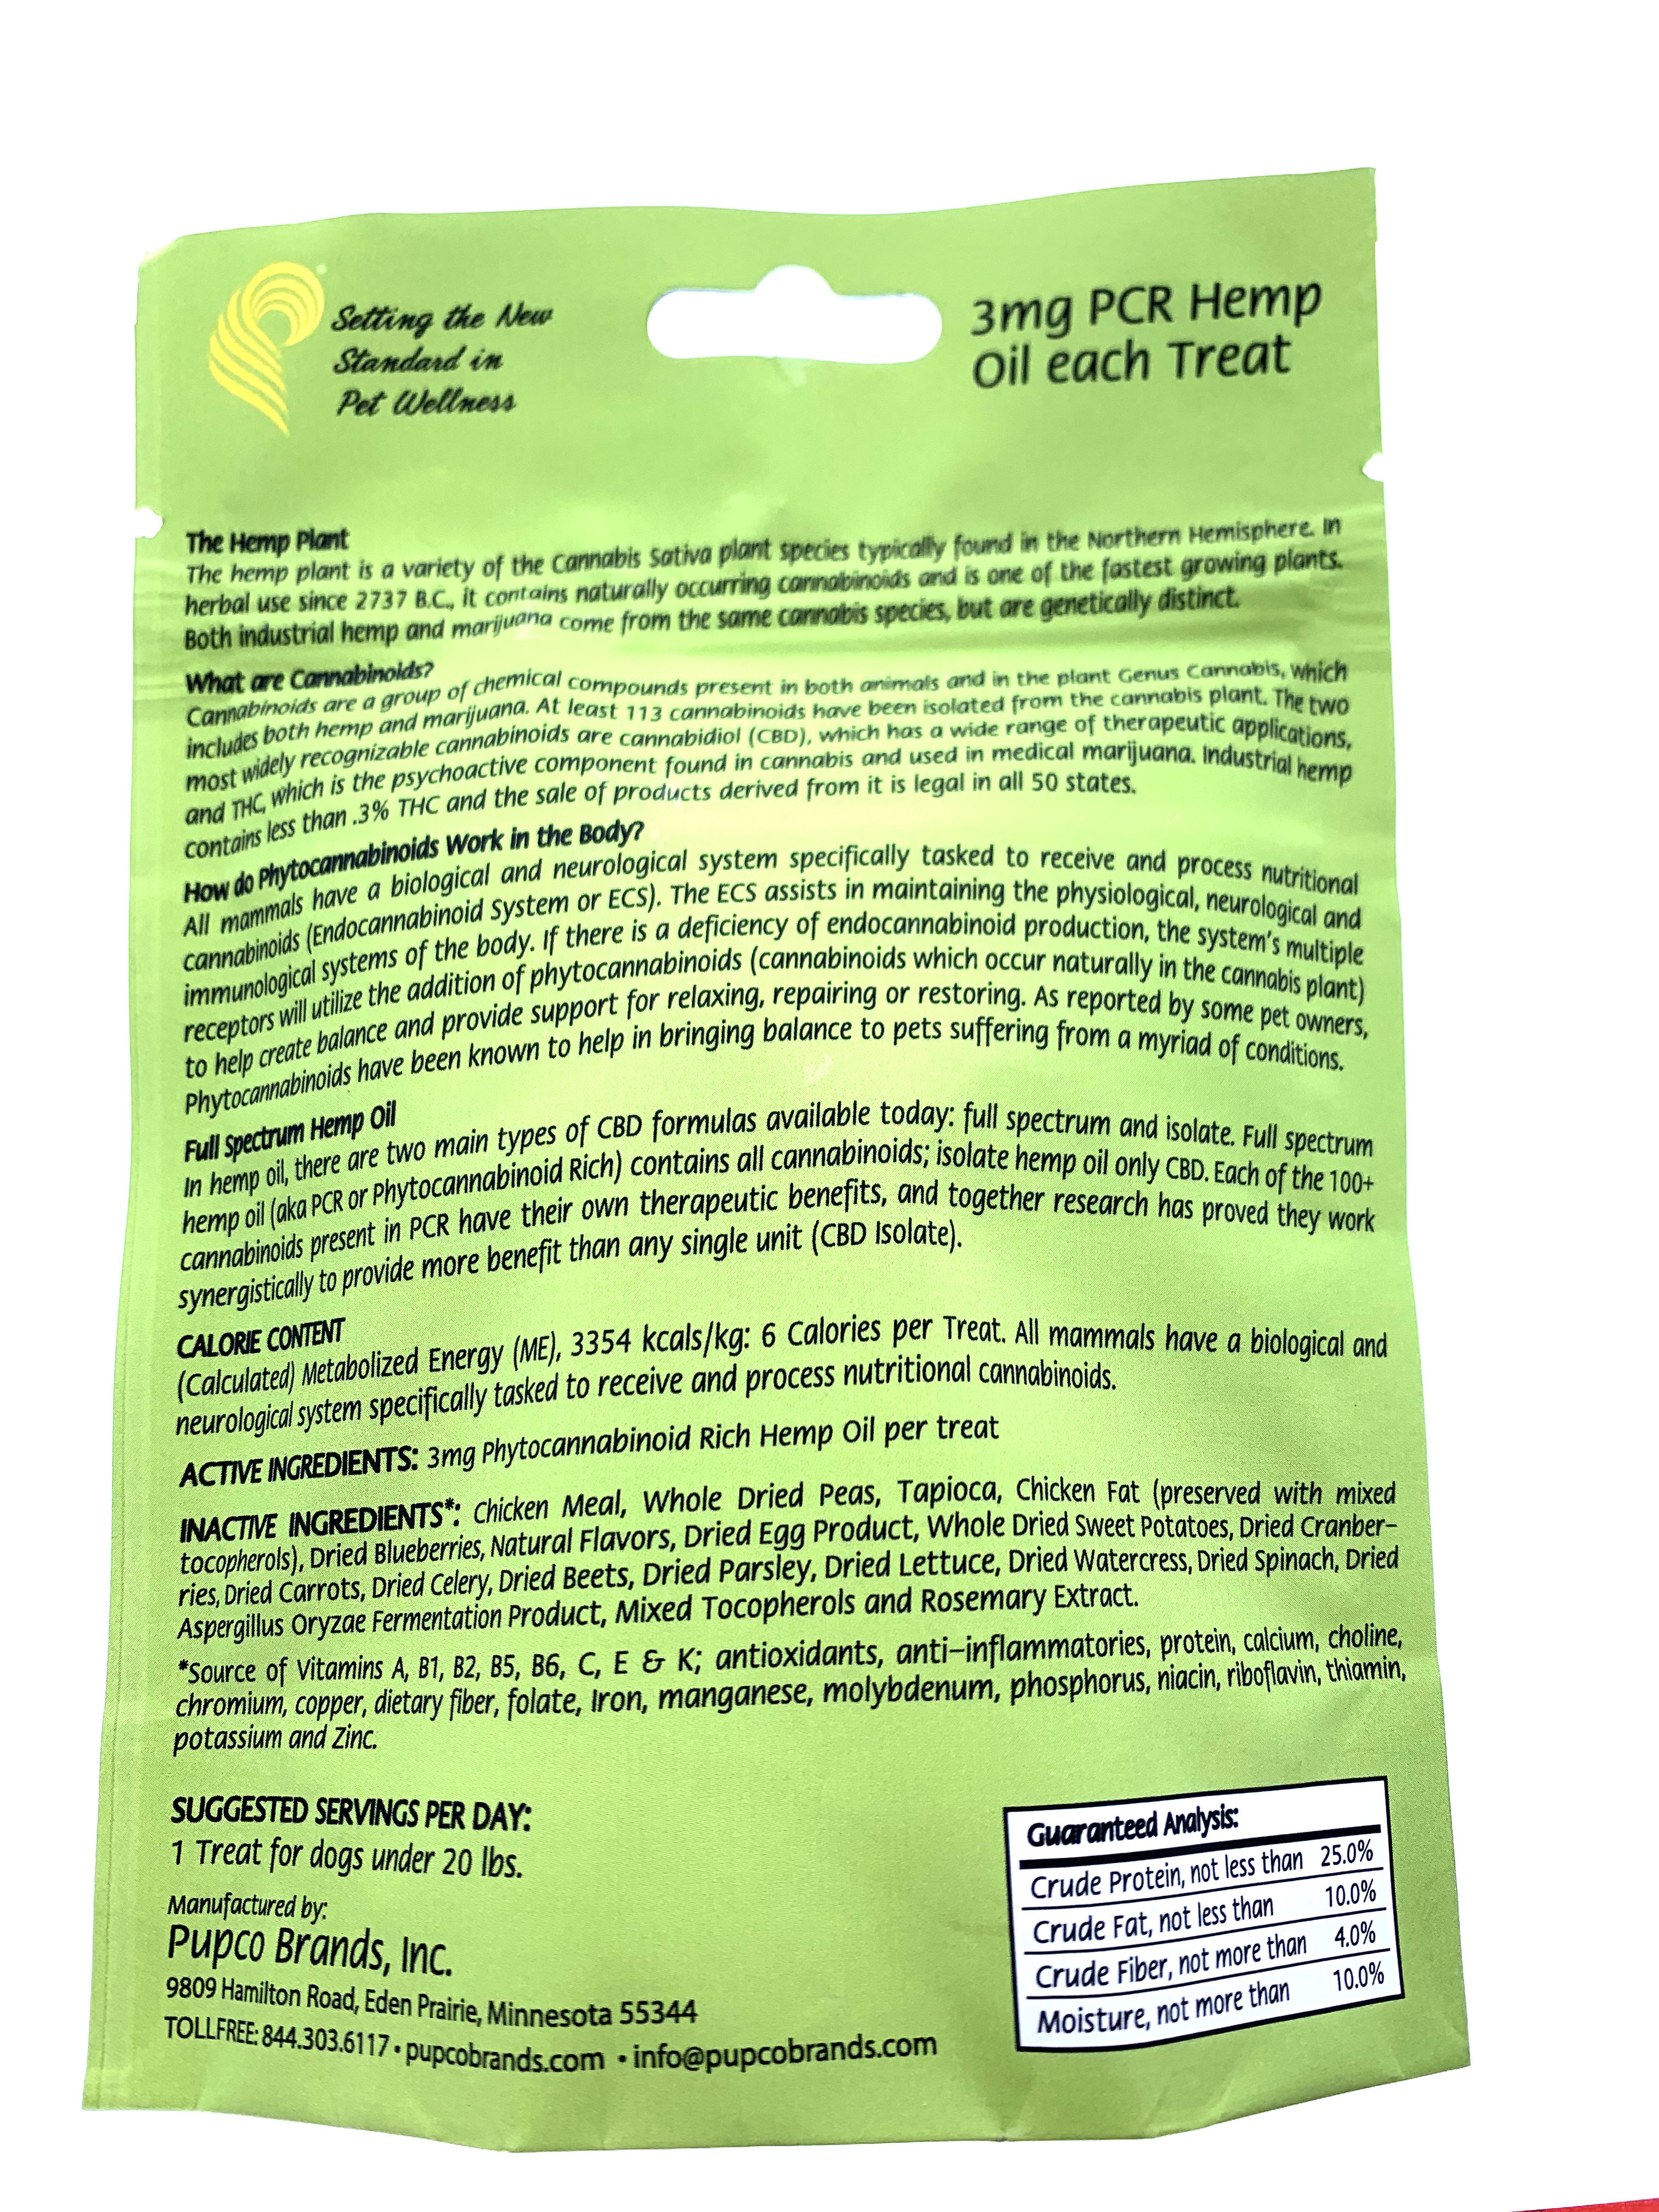 Setting the New
Standard in
Pet Wellness
3mg PCR Hemp
Oil each Treat
The Hemp Plant
The hemp plant is a variety of the Cannabis Sativa plant species typically found in the Northern Hemisphere. In
herbal use since 2737 B.C., it contains naturally occurring cannabinoids and is one of the fastest growing plants.
Both industrial hemp and marijuana come from the same cannabis species, but are genetically distinct.
What are Cannabinoids?
Cannabinoids are a group of chemical compounds present in both animals and in the plant Genus Cannabis, which
includes both hemp and marijuana. At least 113 cannabinoids have been isolated from the cannabis plant. The two
most widely recognizable cannabinoids are cannabidiol (CBD), which has a wide range of therapeutic applications,
and THC, which is the psychoactive component found in cannabis and used in medical marijuana. Industrial hemp
contains less than .3% THC and the sale of products derived from it is legal in all 50 states.
How do Phytocannabinoids Work in the Body?
All mammals have a biological and neurological system specifically tasked to receive and process nutritional
cannabinoids (Endocannabinoid System or ECS). The ECS assists in maintaining the physiological, neurological and
immunological systems of the body. If there is a deficiency of endocannabinoid production, the system's multiple
receptors will utilize the addition of phytocannabinoids (cannabinoids which occur naturally in the cannabis plant)
to help create balance and provide support for relaxing, repairing or restoring. As reported by some pet owners,
Phytocannabinoids have been known to help in bringing balance to pets suffering from a myriad of conditions.
Full Spectrum Hemp Oil
In hemp oil, there are two main types of CBD formulas available today: full spectrum and isolate. Full spectrum
hemp oil (aka PCR or Phytocannabinoid Rich) contains all cannabinoids; isolate hemp oil only CBD. Each of the 100+
cannabinoids present in PCR have their own therapeutic benefits, and together research has proved they work
synergistically to provide more benefit than any single unit (CBD Isolate).
CALORIE CONTENT
(Calculated) Metabolized Energy (ME), 3354 kcals/kg: 6 Calories per Treat. All mammals have a biological and
neurological system specifically tasked to receive and process nutritional cannabinoids.
ACTIVE INGREDIENTS: 3mg Phytocannabinoid Rich Hemp Oil per treat
INACTIVE INGREDIENTS*: Chicken Meal, Whole Dried Peas, Tapioca, Chicken Fat (preserved with mixed
tocopherols), Dried Blueberries, Natural Flavors, Dried Egg Product, Whole Dried Sweet Potatoes, Dried Cranber-
ries, Dried Carrots, Dried Celery, Dried Beets, Dried Parsley, Dried Lettuce, Dried Watercress, Dried Spinach, Dried
Aspergillus Oryzae Fermentation Product, Mixed Tocopherols and Rosemary Extract.
*Source of Vitamins A, B1, B2, B5, B6, C, E & K; antioxidants, anti-inflammatories, protein, calcium, choline,
chromium, copper, dietary fiber, folate, Iron, manganese, molybdenum, phosphorus, niacin, riboflavin, thiamin,
potassium and Zinc.
SUGGESTED SERVINGS PER DAY:
1 Treat for dogs under 20 lbs.
Manufactured by:
Pupco Brands, Inc.
9809 Hamilton Road, Eden Prairie, Minnesota 55344
TOLLFREE: 844.303.6117 • pupcobrands.com • info@pupcobrands.com
Guaranteed Analysis:
Crude Protein, not less than 25.0%
Crude Fat, not less than 10.0%
Crude Fiber, not more than 4.0%
Moisture, not more than 10.0%